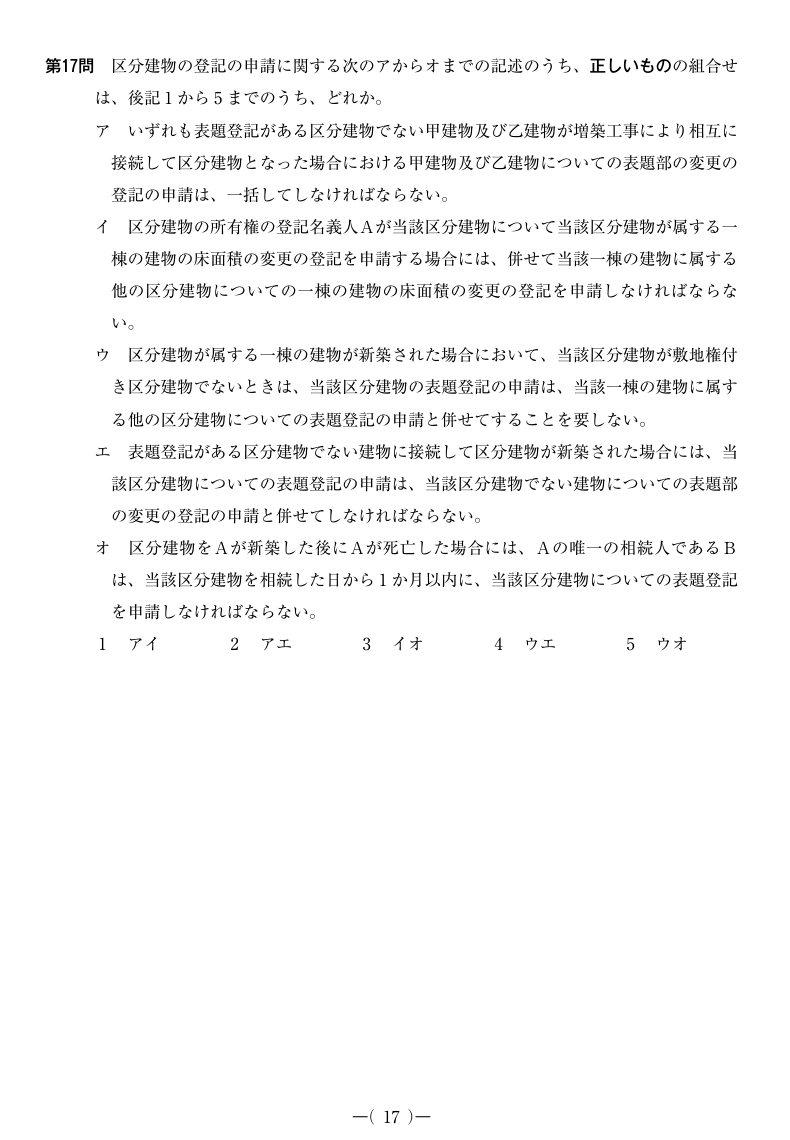 第17問　区分建物の登記の申請に関する次のアからオまでの記述のうち、正しいものの組合せ
は、後記１から５までのうち、どれか。
ア　いずれも表題登記がある区分建物でない甲建物及び乙建物が増築工事により相互に
接続して区分建物となった場合における甲建物及び乙建物についての表題部の変更の
登記の申請は、一括してしなければならない。
イ　区分建物の所有権の登記名義人Ａが当該区分建物について当該区分建物が属する一
棟の建物の床面積の変更の登記を申請する場合には、併せて当該一棟の建物に属する
他の区分建物についての一棟の建物の床面積の変更の登記を申請しなければならな
い。
ウ　区分建物が属する一棟の建物が新築された場合において、当該区分建物が敷地権付
き区分建物でないときは、当該区分建物の表題登記の申請は、当該一棟の建物に属す
る他の区分建物についての表題登記の申請と併せてすることを要しない。
エ　表題登記がある区分建物でない建物に接続して区分建物が新築された場合には、当
該区分建物についての表題登記の申請は、当該区分建物でない建物についての表題部
の変更の登記の申請と併せてしなければならない。
オ　区分建物をＡが新築した後にＡが死亡した場合には、Ａの唯一の相続人であるＢ
は、当該区分建物を相続した日から１か月以内に、当該区分建物についての表題登記
を申請しなければならない。
１　アイ　　２　アエ　　３　イオ　　４　ウエ　　５　ウオ
―( 17 )―